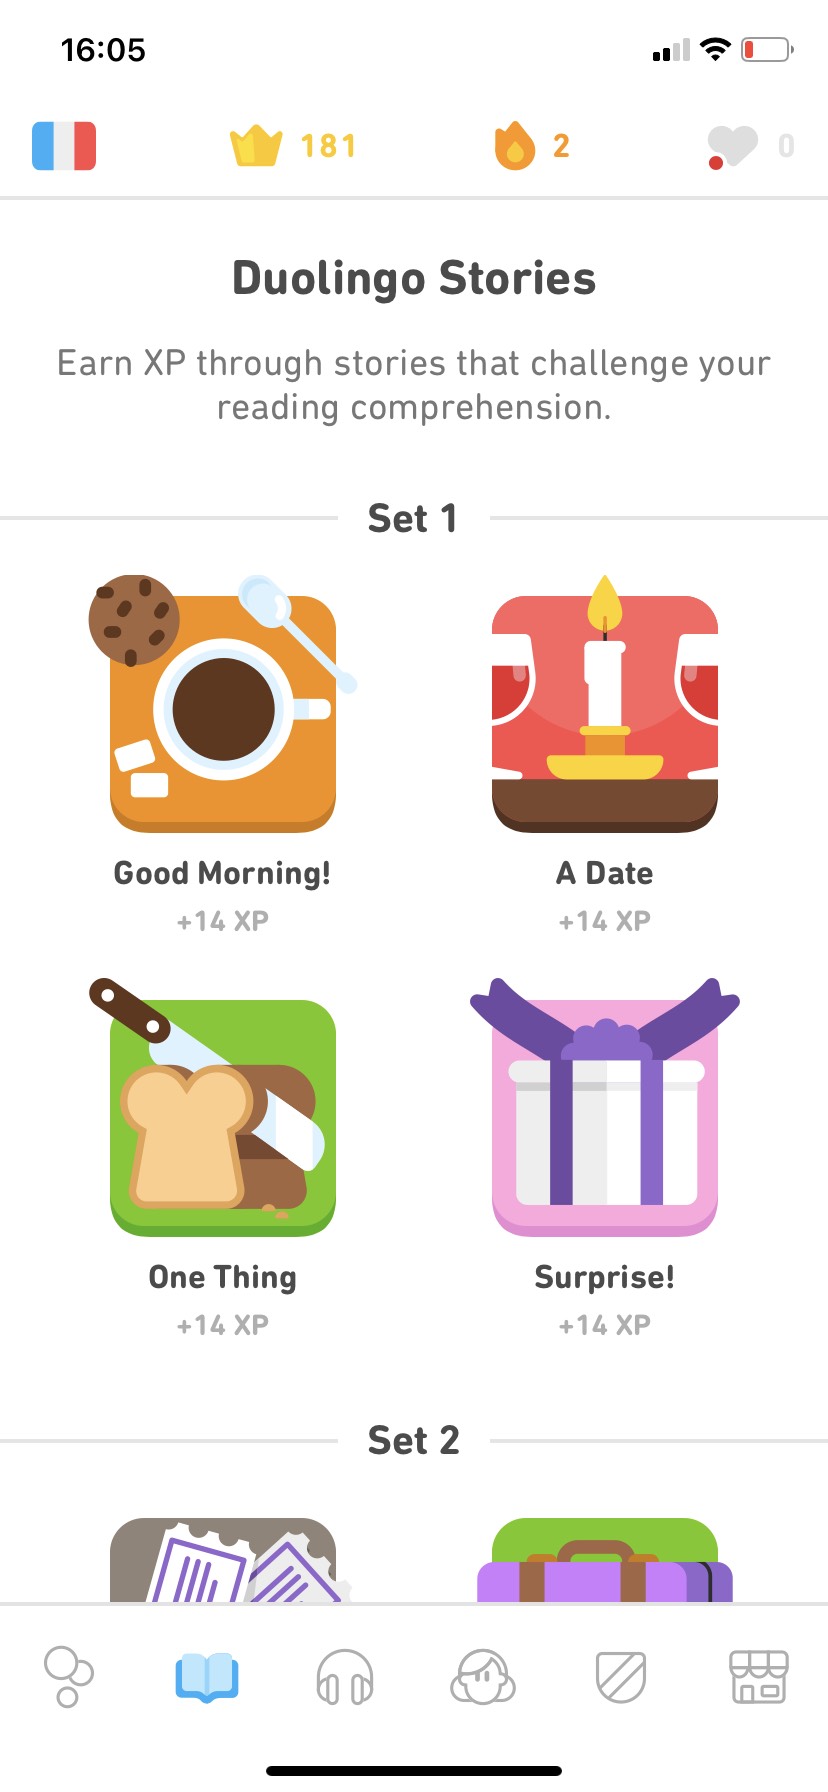 16:05
181
2
0
Duolingo Stories
Earn XP through stories that challenge your
reading comprehension.
Set 1
Good Morning!
+14 XP
A Date
+14 XP
One Thing
+14 XP
Surprise!
+14 XP
Set 2